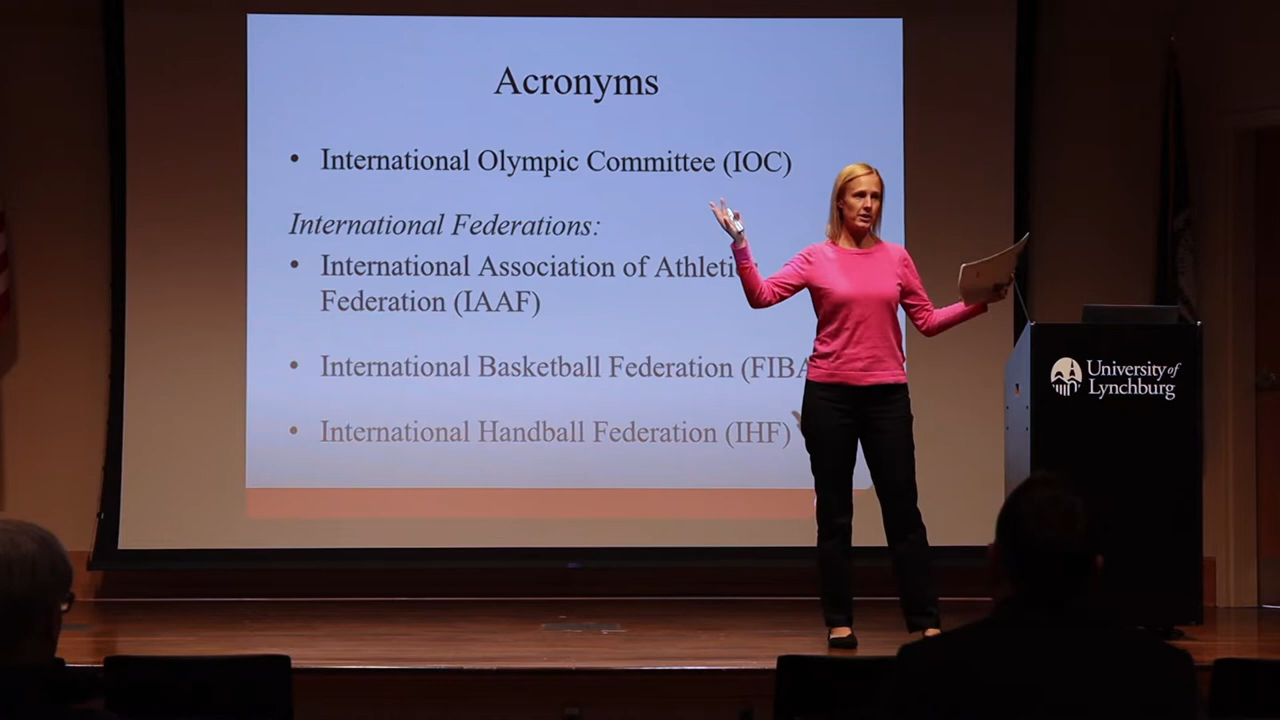 Acronyms
• International Olympic Committee (IOC)
International Federations:
• International Association of Athletic
Federation (IAAF)
• International Basketball Federation (FIBA
• International Handball Federation (IHF)
University of
Lynchburg